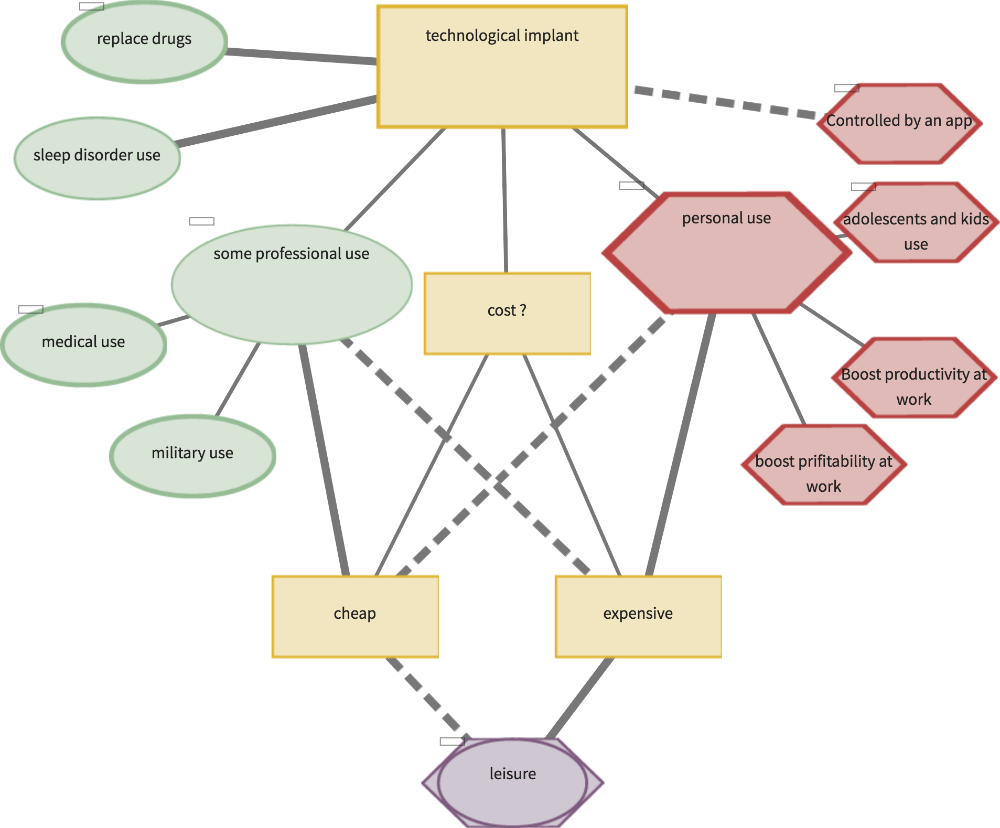 technological implant
replace drugs
Controlled by an app
sleep disorder use
personal use
adolescents and kids
use
some professional use
cost ?
medical use
Boost productivity at
work
military use
boost prifitability at
work
cheap
expensive
leisure